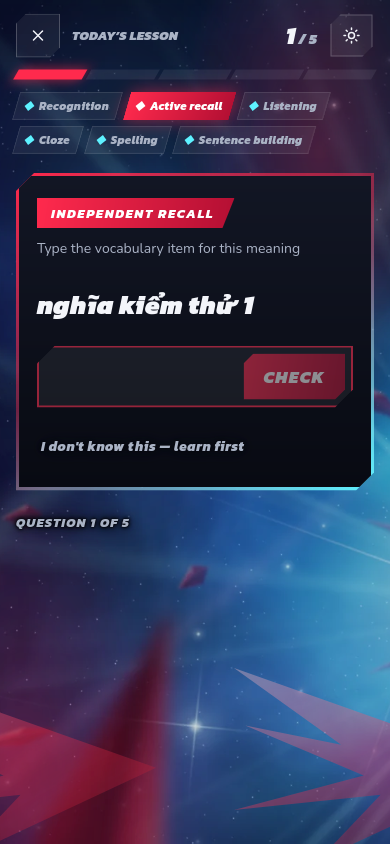 TODAY'S LESSON
1 / 5
Recognition
Active recall
Listening
Cloze
Spelling
Sentence building
INDEPENDENT RECALL
Type the vocabulary item for this meaning
nghĩa kiểm thử 1
CHECK
I don't know this — learn first
QUESTION 1 OF 5